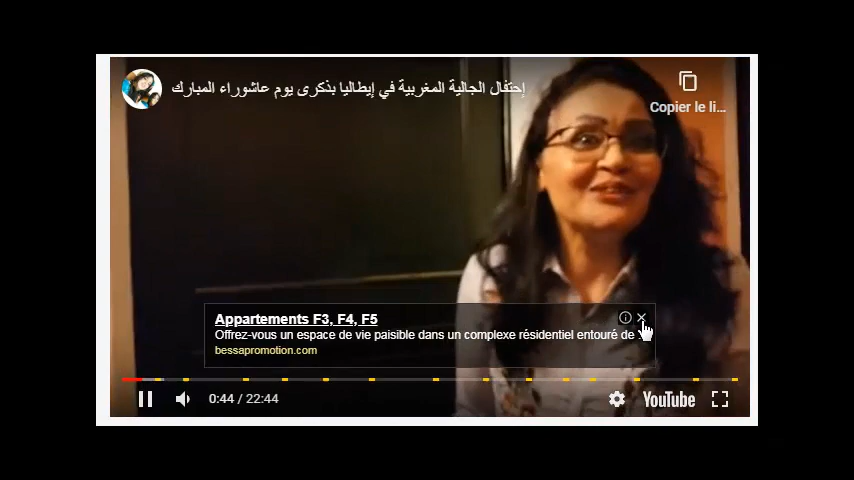 إحتفال الجالية المغربية في إيطاليا بذكرى يوم عاشوراء المبارك
Copier le li...
Appartements F3, F4, F5
Offrez-vous un espace de vie paisible dans un complexe résidentiel entouré de
bessapromotion.com
0:44 / 22:44
YouTube